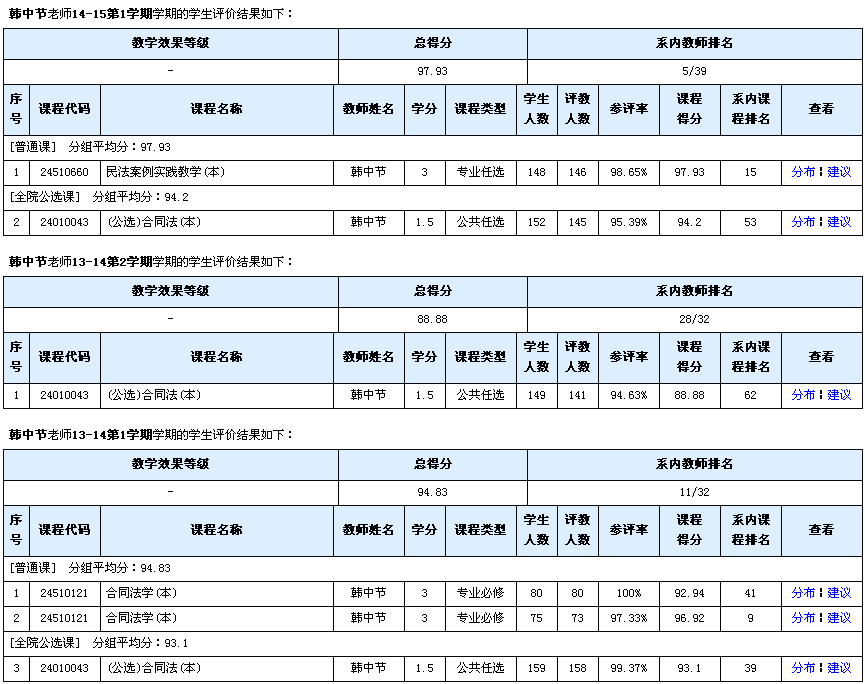 韩中节老师14-15第1学期学期的学生评价结果如下：
教学效果等级 总得分 系内教师排名
- 97.93 5/39
序号 课程代码 课程名称 教师姓名 学分 课程类型 学生人数 评教人数 参评率 课程得分 系内课程排名 查看
[普通课] 分组平均分：97.93
1 24510660 民法案例实践教学(本) 韩中节 3 专业任选 148 146 98.65% 97.93 15 分布 ¦ 建议
[全院公选课] 分组平均分：94.2
2 24010043 (公选)合同法(本) 韩中节 1.5 公共任选 152 145 95.39% 94.2 53 分布 ¦ 建议
韩中节老师13-14第2学期学期的学生评价结果如下：
教学效果等级 总得分 系内教师排名
- 88.88 28/32
序号 课程代码 课程名称 教师姓名 学分 课程类型 学生人数 评教人数 参评率 课程得分 系内课程排名 查看
1 24010043 (公选)合同法(本) 韩中节 1.5 公共任选 149 141 94.63% 88.88 62 分布 ¦ 建议
韩中节老师13-14第1学期学期的学生评价结果如下：
教学效果等级 总得分 系内教师排名
- 94.83 11/32
序号 课程代码 课程名称 教师姓名 学分 课程类型 学生人数 评教人数 参评率 课程得分 系内课程排名 查看
[普通课] 分组平均分：94.83
1 24510121 合同法学(本) 韩中节 3 专业必修 80 80 100% 92.94 41 分布 ¦ 建议
2 24510121 合同法学(本) 韩中节 3 专业必修 75 73 97.33% 96.92 9 分布 ¦ 建议
[全院公选课] 分组平均分：93.1
3 24010043 (公选)合同法(本) 韩中节 1.5 公共任选 159 158 99.37% 93.1 39 分布 ¦ 建议